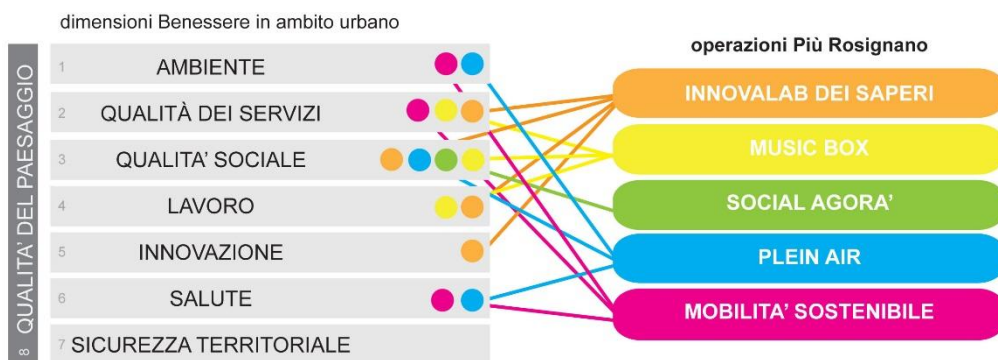 dimensioni Benessere in ambito urbano
8 QUALITA' DEL PAESAGGIO
1 AMBIENTE
2 QUALITÀ DEI SERVIZI
3 QUALITA' SOCIALE
4 LAVORO
5 INNOVAZIONE
6 SALUTE
7 SICUREZZA TERRITORIALE
operazioni Più Rosignano
INNOVALAB DEI SAPERI
MUSIC BOX
SOCIAL AGORA'
PLEIN AIR
MOBILITA' SOSTENIBILE